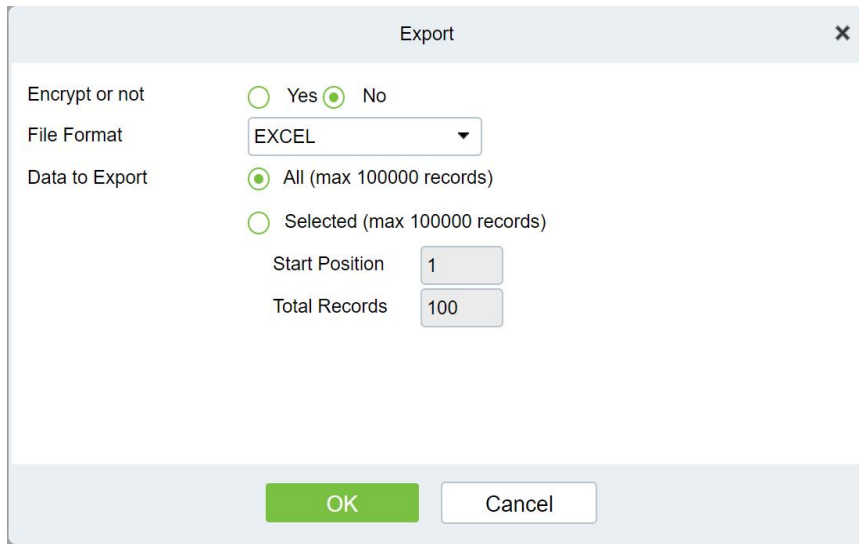 Export
Encrypt or not Yes No
File Format EXCEL
Data to Export All (max 100000 records)
Selected (max 100000 records)
Start Position 1
Total Records 100
OK Cancel